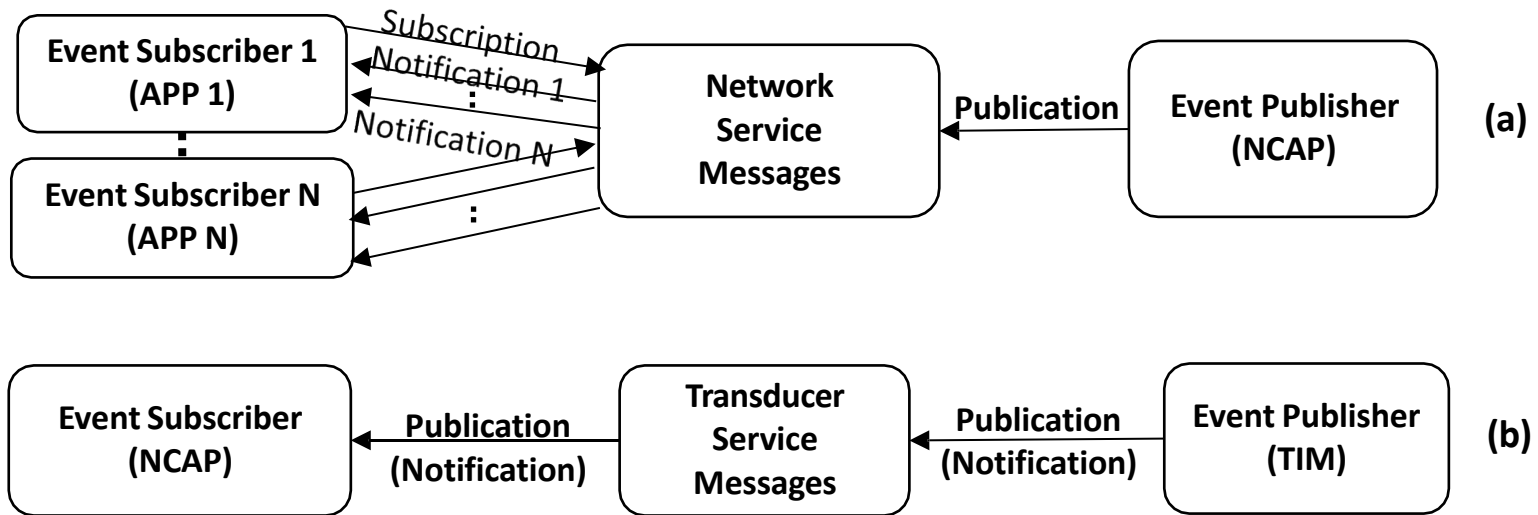 Event Subscriber 1
(APP 1)
Subscription
Notification 1
Notification N
Network
Service
Messages
Publication
Event Publisher
(NCAP)
(a)
Event Subscriber N
(APP N)
Event Subscriber
(NCAP)
Publication
(Notification)
Transducer
Service
Messages
Publication
(Notification)
Event Publisher
(TIM)
(b)